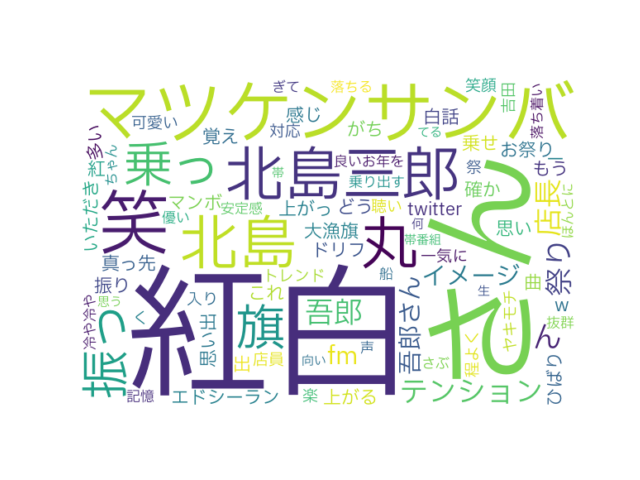 マツケンサンバ
ぎて
落ちる
笑顔
吉田
落ち着い
可愛い
感じ
白話
覚え
対応
がち
てる
乗せ
お祭り
多い
紅
ちゃん
乗っ
北島三郎
良いお年を
乗り出す
帯
祭
もう
いただき
マンボ
優い
安定感
上がっ
どう
聴い
twitter
確か
店長
ほんとに
笑
北島
大漁旗
ドリフ
丸
何
帯番組
一気に
思い
さん
真っ先
振り
トレンド
船
イメージ
曲
祭り
冷や冷や
思う
振っ
く
紅白
入り
これ
旗
吾郎
吾郎さん
生
ヤキモチ
w
抜群
ん
思い出
出
店員
向い
fm
声
さぶ
程よく
ひばり
記憶
エドシーラン
楽
上がる
テンション